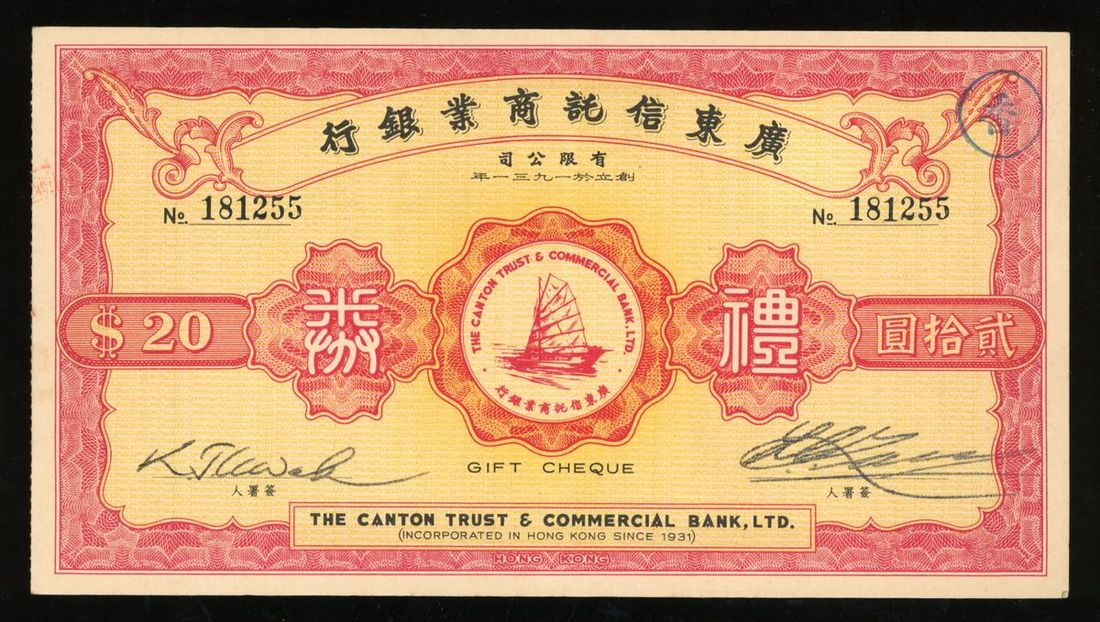 廣東信託商業銀行
有限公司
創立於一九三一年
No. 181255
No. 181255
THE CANTON TRUST & COMMERCIAL BANK, LTD.
廣東信託商業銀行
禮券
$ 20
貳拾圓
GIFT CHEQUE
簽署人
簽署人
THE CANTON TRUST & COMMERCIAL BANK, LTD.
(INCORPORATED IN HONG KONG SINCE 1931)
HONG KONG